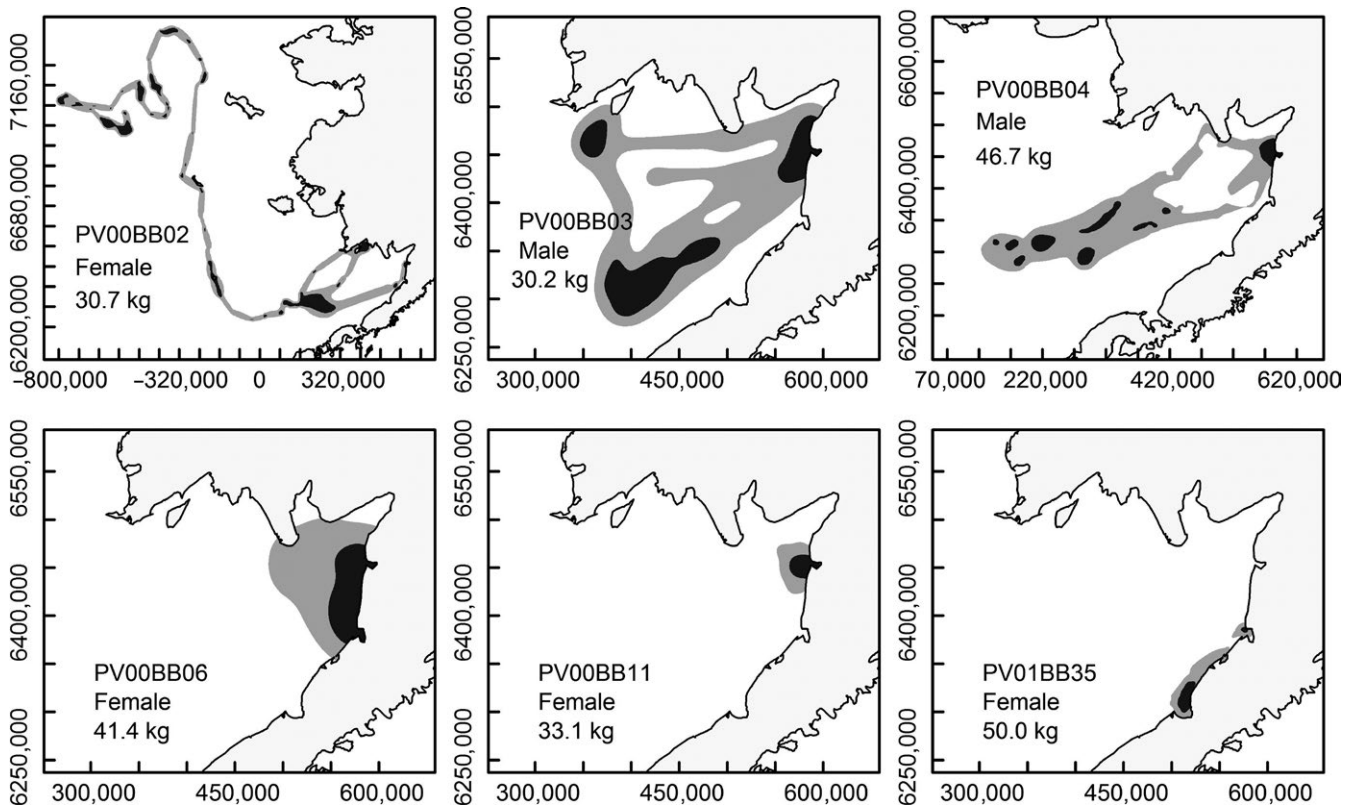 7160,000
6680,000
6200,000
PV00BB02
Female
30.7 kg
-800,000
-320,000
0
320,000
6550,000
6400,000
6250,000
PV00BB03
Male
30.2 kg
300,000
450,000
600,000
6600,000
6400,000
6200,000
PV00BB04
Male
46.7 kg
70,000
220,000
420,000
620,000
6550,000
6400,000
6250,000
PV00BB06
Female
41.4 kg
300,000
450,000
600,000
6550,000
6400,000
6250,000
PV00BB11
Female
33.1 kg
300,000
450,000
600,000
6550,000
6400,000
6250,000
PV01BB35
Female
50.0 kg
300,000
450,000
600,000